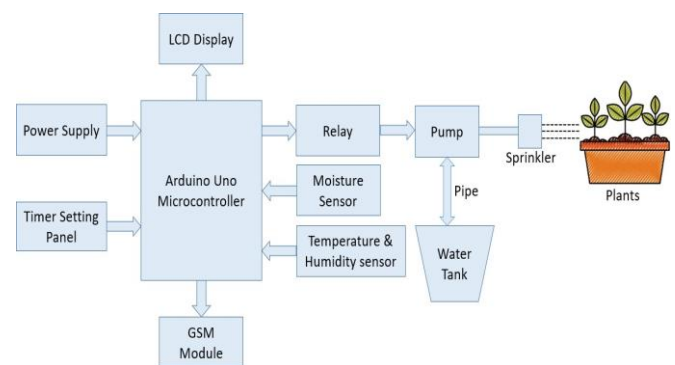 LCD Display
Power Supply
Relay
Pump
Sprinkler
Plants
Arduino Uno
Microcontroller
Moisture
Sensor
Pipe
Timer Setting
Panel
Temperature &
Humidity sensor
Water
Tank
GSM
Module